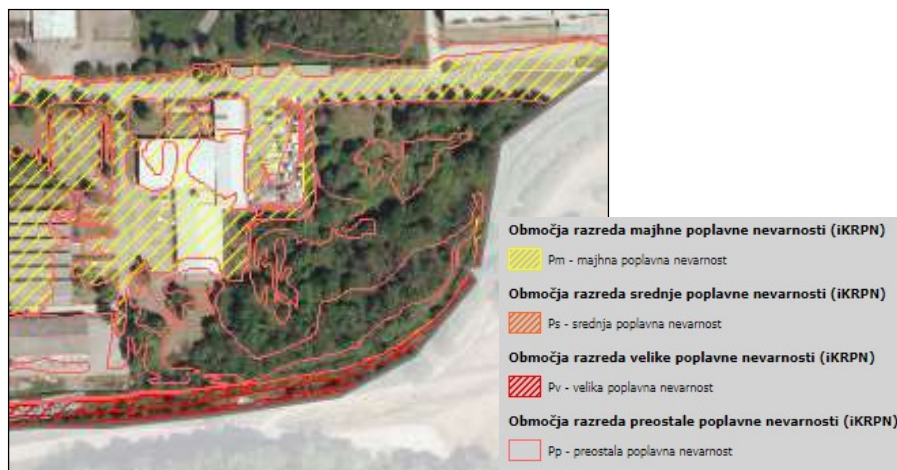 Območja razreda majhne poplavne nevarnosti (iKRPN)
Pm - majhna poplavna nevarnost
Območja razreda srednje poplavne nevarnosti (iKRPN)
Ps - srednja poplavna nevarnost
Območja razreda velike poplavne nevarnosti (iKRPN)
Pv - velika poplavna nevarnost
Območja razreda preostale poplavne nevarnosti (iKRPN)
Pp - preostala poplavna nevarnost